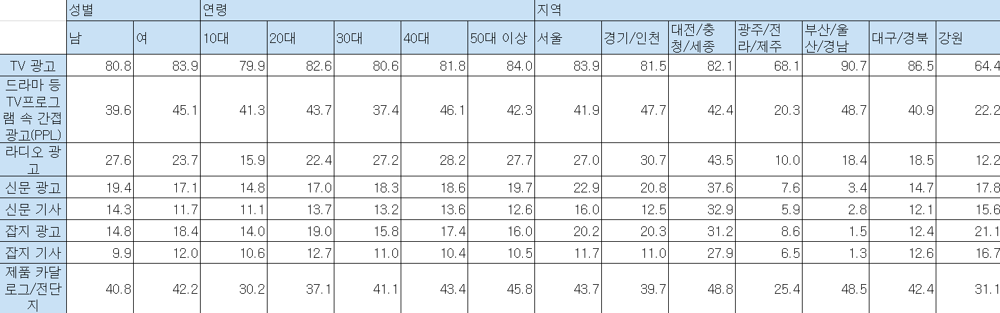 성별 연령 지역
남 여 10대 20대 30대 40대 50대 이상 서울 경기/인천 대전/충 광주/전 부산/울 대구/경북 강원
청/세종 라/제주 산/경남
TV 광고 80.8 83.9 79.9 82.6 80.6 81.8 84.0 83.9 81.5 82.1 68.1 90.7 86.5 64.4
드라마 등
TV프로그
램 속 간접
광고(PPL) 39.6 45.1 41.3 43.7 37.4 46.1 42.3 41.9 47.7 42.4 20.3 48.7 40.9 22.2
라디오 광
고 27.6 23.7 15.9 22.4 27.2 28.2 27.7 27.0 30.7 43.5 10.0 18.4 18.5 12.2
신문 광고 19.4 17.1 14.8 17.0 18.3 18.6 19.7 22.9 20.8 37.6 7.6 3.4 14.7 17.8
신문 기사 14.3 11.7 11.1 13.7 13.2 13.6 12.6 16.0 12.5 32.9 5.9 2.8 12.1 15.6
잡지 광고 14.8 18.4 14.0 19.0 15.8 17.4 16.0 20.2 20.3 31.2 8.6 1.5 12.4 21.1
잡지 기사 9.9 12.0 10.6 12.7 11.0 10.4 10.5 11.7 11.0 27.9 6.5 1.3 12.6 16.7
제품 카달
로그/전단
지 40.8 42.2 30.2 37.1 41.1 43.4 45.8 43.7 39.7 48.8 25.4 48.5 42.4 31.1